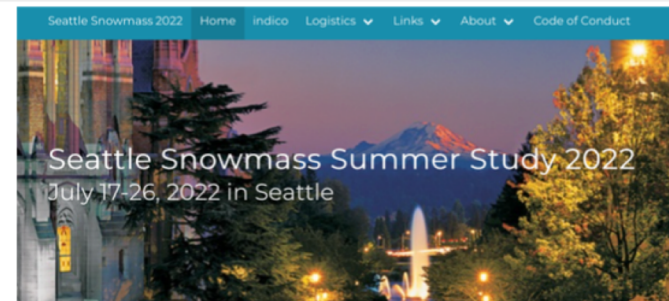 Seattle Snowmass 2022 Home indico Logistics Links About Code of Conduct
Seattle Snowmass Summer Study 2022
July 17-26, 2022 in Seattle